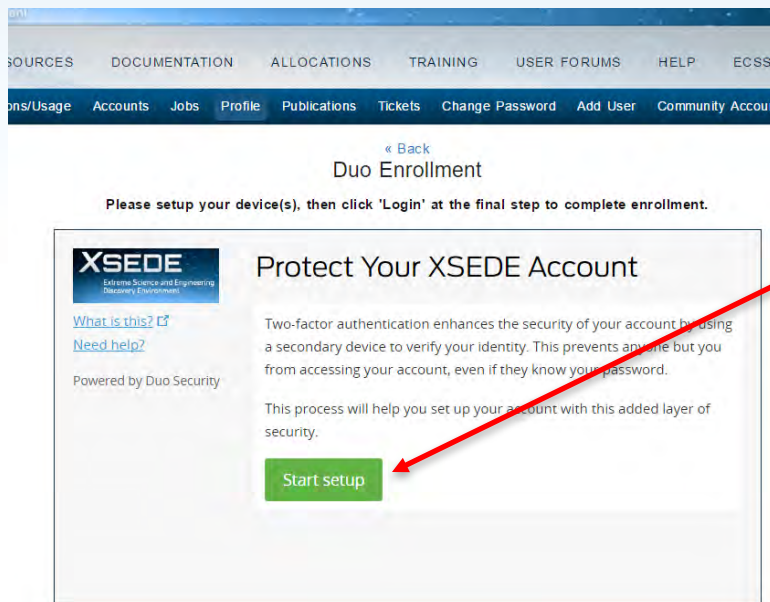 DOCUMENTATION ALLOCATIONS TRAINING USER FORUMS HELP ECSS
Accounts Jobs Profile Publications Tickets Change Password Add User Community
« Back
Duo Enrollment
Please setup your device(s), then click 'Login' at the final step to complete enrollment.
XSEDE
Extreme Science and Engineering
Discovery Environment
What is this?
Need help?
Powered by Duo Security
Protect Your XSEDE Account
Two-factor authentication enhances the security of your account by using
a secondary device to verify your identity. This prevents anyone but you
from accessing your account, even if they know your password.
This process will help you set up your account with this added layer of
security.
Start setup